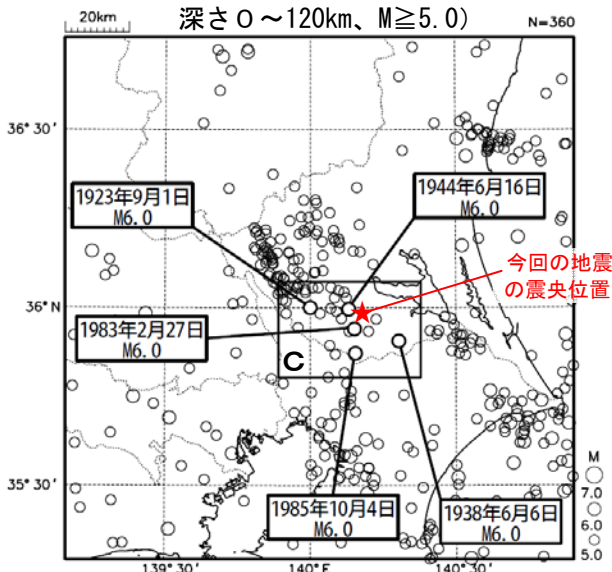 20km
深さ0～120km、M≧5.0)
N=360
36°30'
1923年9月1日
M6.0
1944年6月16日
M6.0
今回の地震
の震央位置
36°N
1983年2月27日
M6.0
C
35°30'
1985年10月4日
M6.0
1938年6月6日
M6.0
M
7.0
6.0
5.0
139°30'
140°E
140°30'